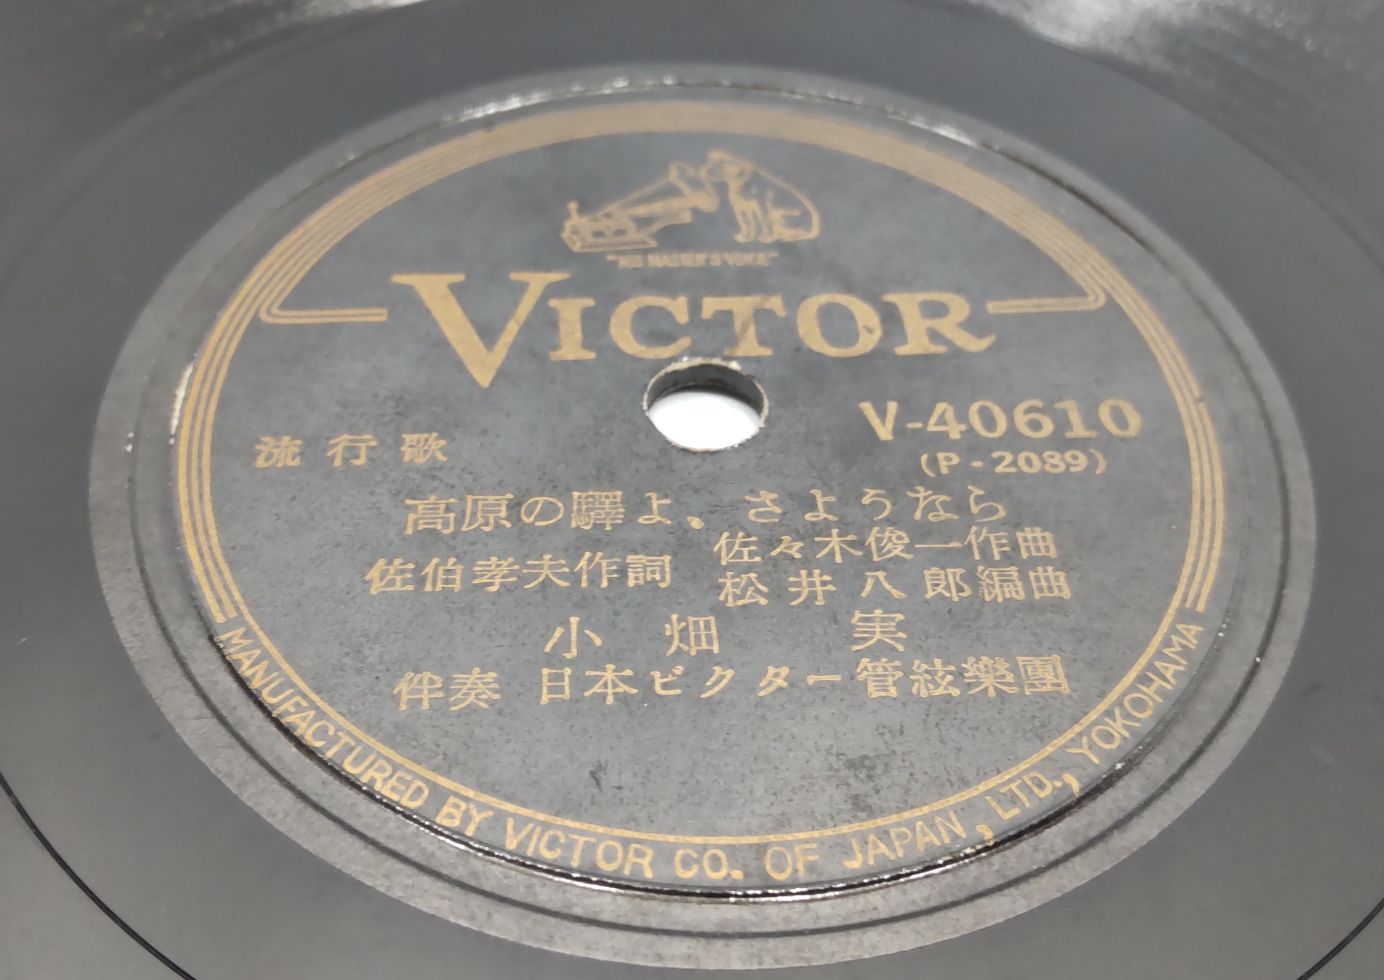 "HIS MASTER'S VOICE"
VICTOR
V-40610
(P-2089)
流行歌
高原の驛よ、さようなら
佐伯孝夫作詞
佐々木俊一作曲
松井八郎編曲
小畑 実
伴奏 日本ビクター管絃樂團
MANUFACTURED BY VICTOR CO. OF JAPAN, LTD., YOKOHAMA